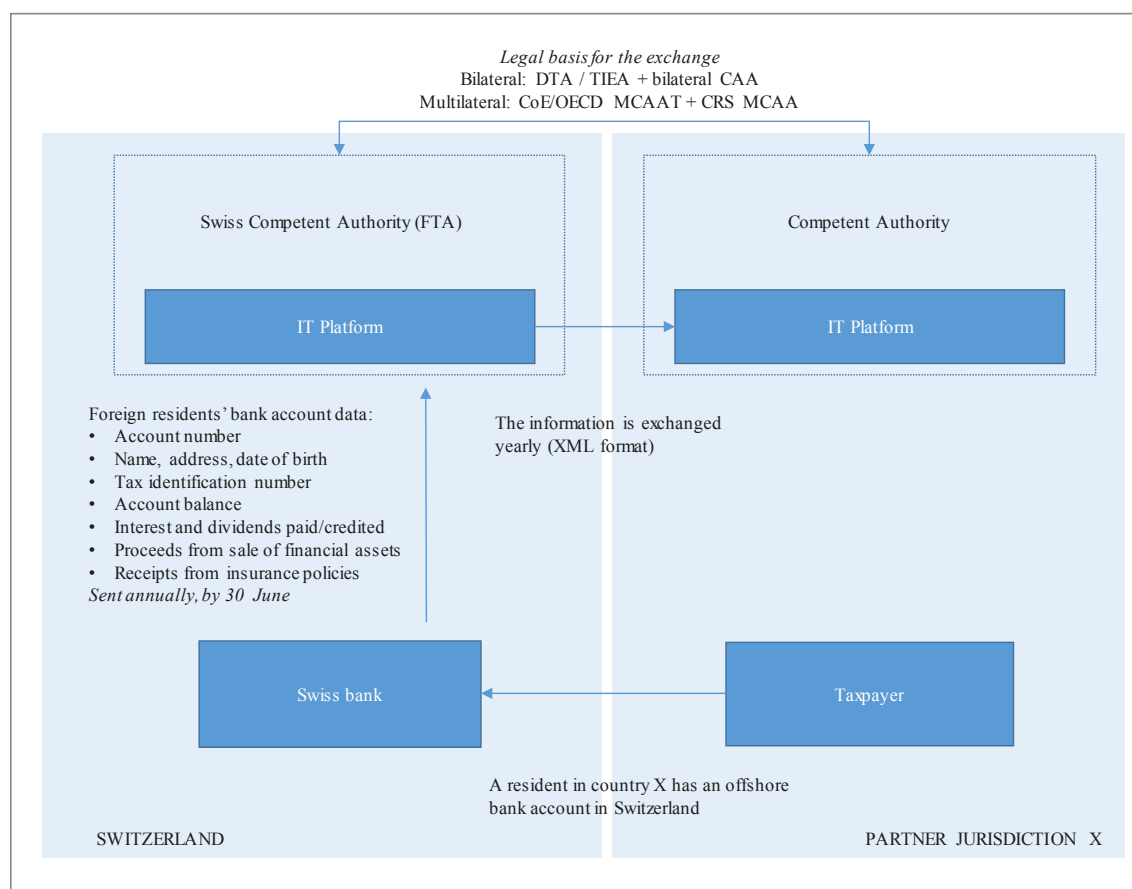 Legal basis for the exchange
Bilateral: DTA / TIEA + bilateral CAA
Multilateral: CoE/OECD MCAAT + CRS MCAA
Swiss Competent Authority (FTA)
Competent Authority
IT Platform
IT Platform
Foreign residents' bank account data:
• Account number
• Name, address, date of birth
• Tax identification number
• Account balance
• Interest and dividends paid/credited
• Proceeds from sale of financial assets
• Receipts from insurance policies
Sent annually, by 30 June
The information is exchanged
yearly (XML format)
Swiss bank
Taxpayer
A resident in country X has an offshore
bank account in Switzerland
SWITZERLAND
PARTNER JURISDICTION X